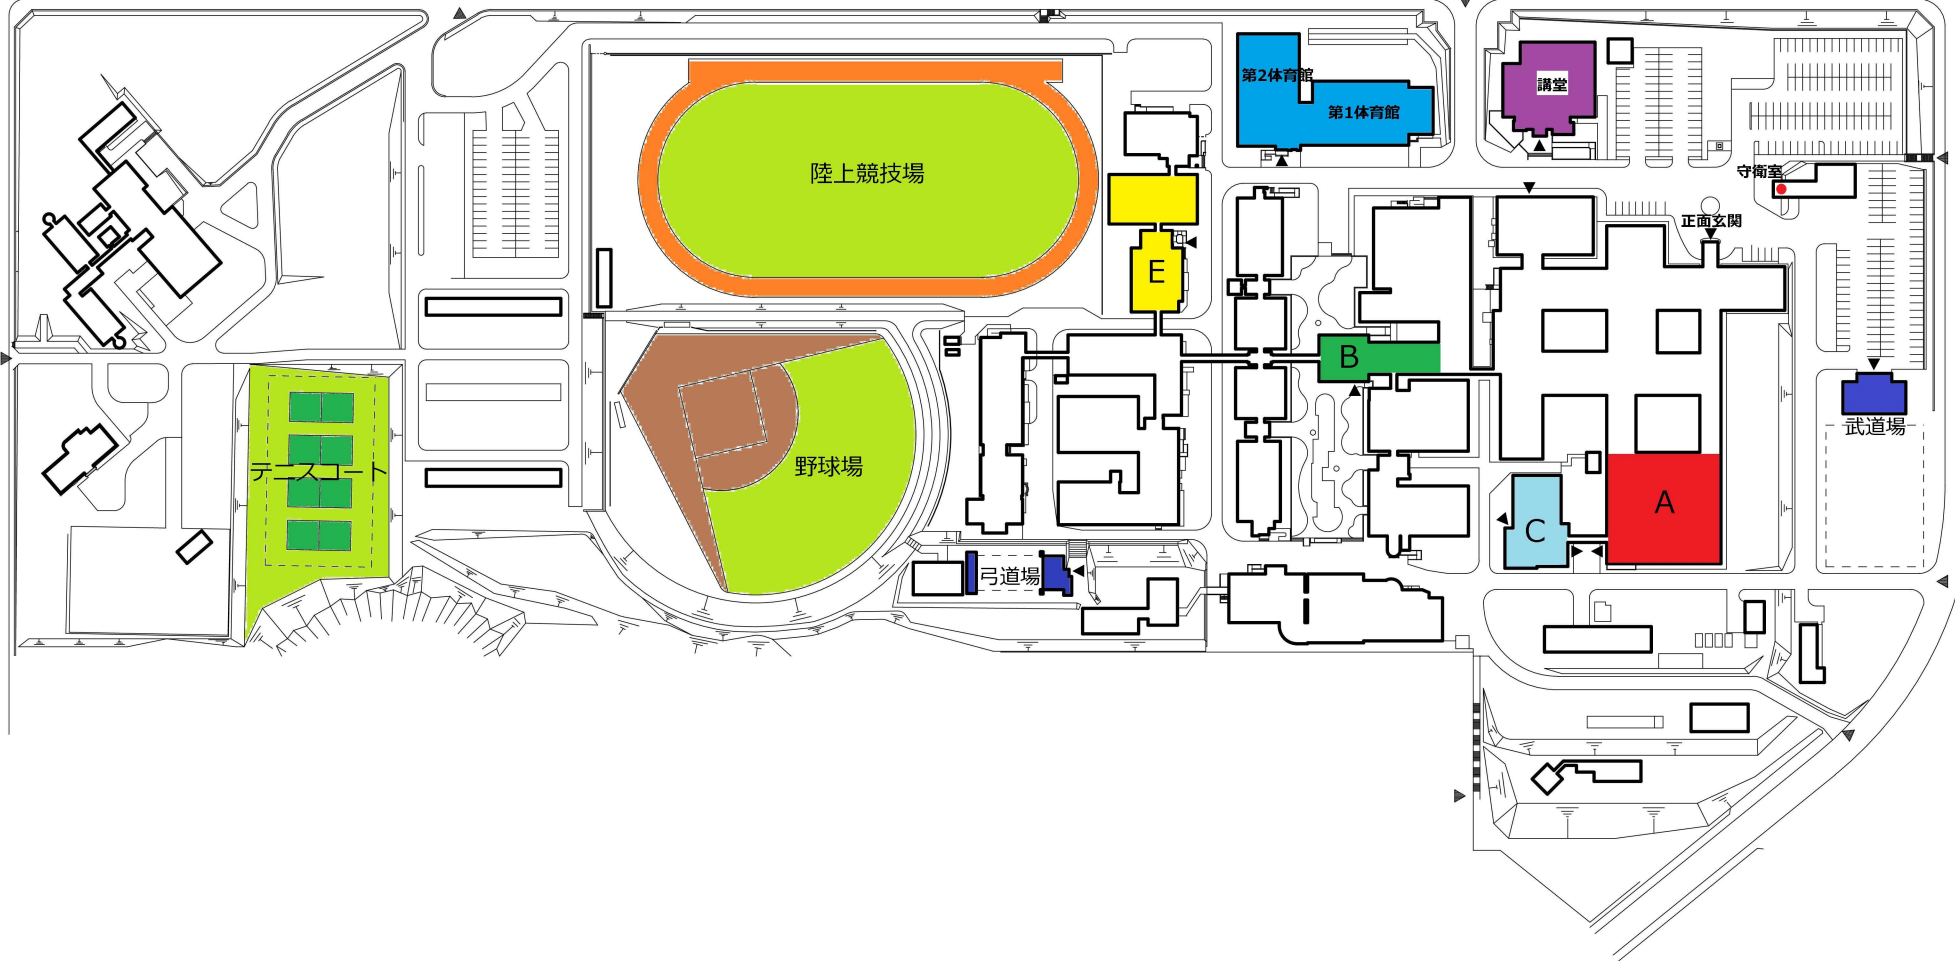 第2体育館
第1体育館
講堂
陸上競技場
守衛室
正面玄関
E
B
武道場
テニスコート
野球場
A
C
弓道場